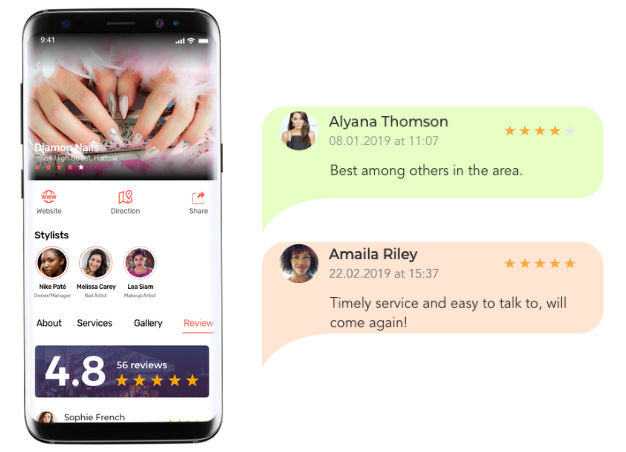 9:41
Diamon Nails
54 High Street, Harrow
Website
Direction
Share
Stylists
Niko Paté
Melissa Carey
Lea Siam
Owner/Manager
Nail Artist
Makeup Artist
About
Services
Gallery
Review
4.8
56 reviews
Sophie French
Alyana Thomson
08.01.2019 at 11:07
Best among others in the area.
Amaila Riley
22.02.2019 at 15:37
Timely service and easy to talk to, will
come again!